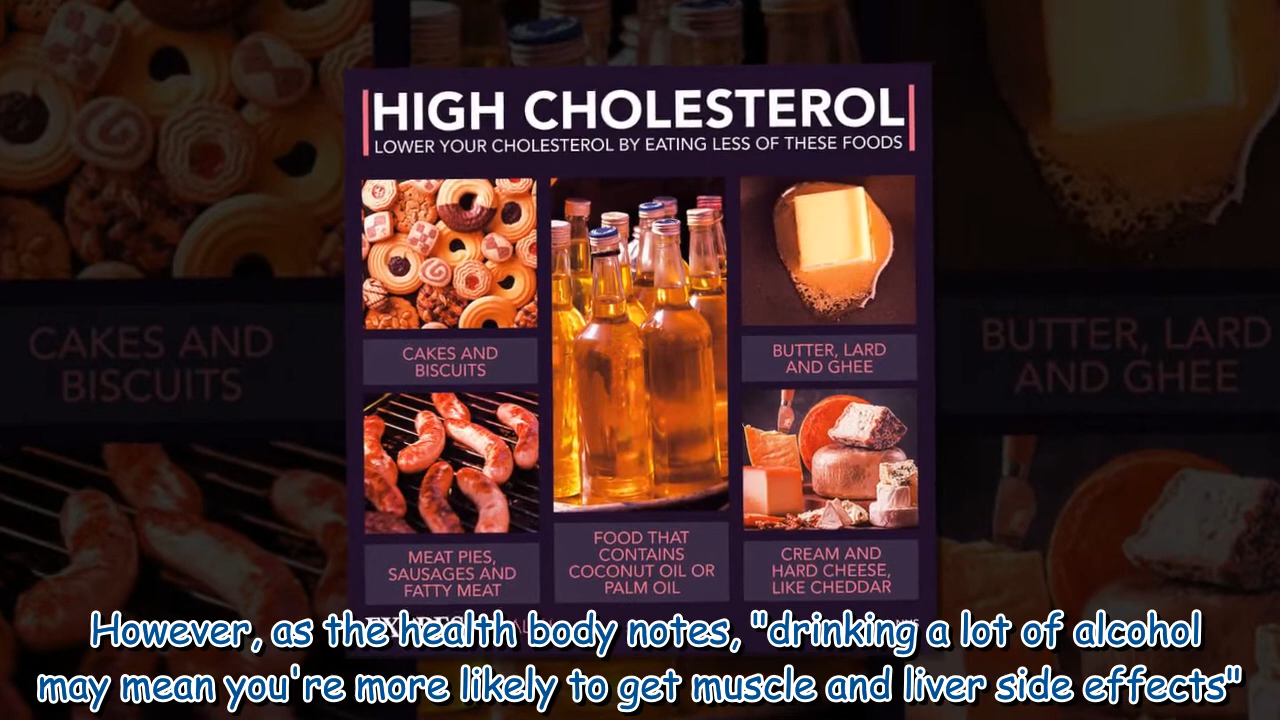 HIGH CHOLESTEROL
LOWER YOUR CHOLESTEROL BY EATING LESS OF THESE FOODS
CAKES AND
BISCUITS
BUTTER, LARD
AND GHEE
MEAT PIES,
SAUSAGES AND
FATTY MEAT
FOOD THAT
CONTAINS
COCONUT OIL OR
PALM OIL
CREAM AND
HARD CHEESE,
LIKE CHEDDAR
CAKES AND
BISCUITS
BUTTER, LARD
AND GHEE
However, as the health body notes, "drinking a lot of alcohol
may mean you're more likely to get muscle and liver side effects"